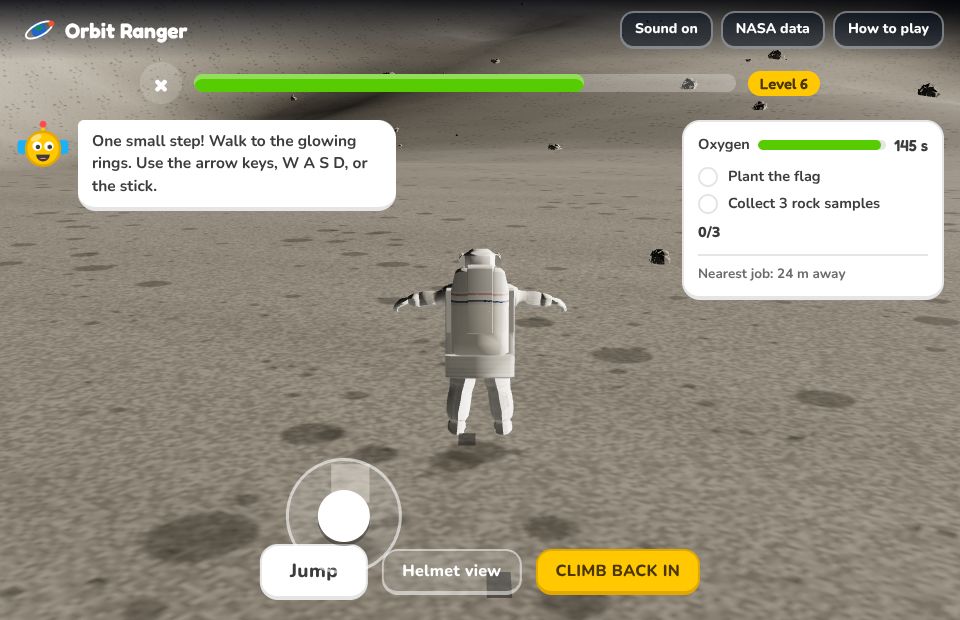 Orbit Ranger
Sound on
NASA data
How to play
Level 6
One small step! Walk to the glowing
rings. Use the arrow keys, W A S D, or
the stick.
Oxygen
145 s
Plant the flag
Collect 3 rock samples
0/3
Nearest job: 24 m away
Jump
Helmet view
CLIMB BACK IN